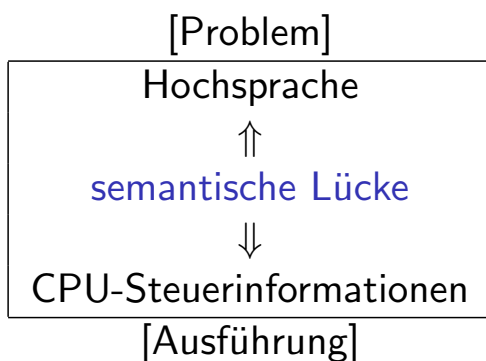 [Problem]
Hochsprache
⇑
semantische Lücke
⇓
CPU-Steuerinformationen
[Ausführung]